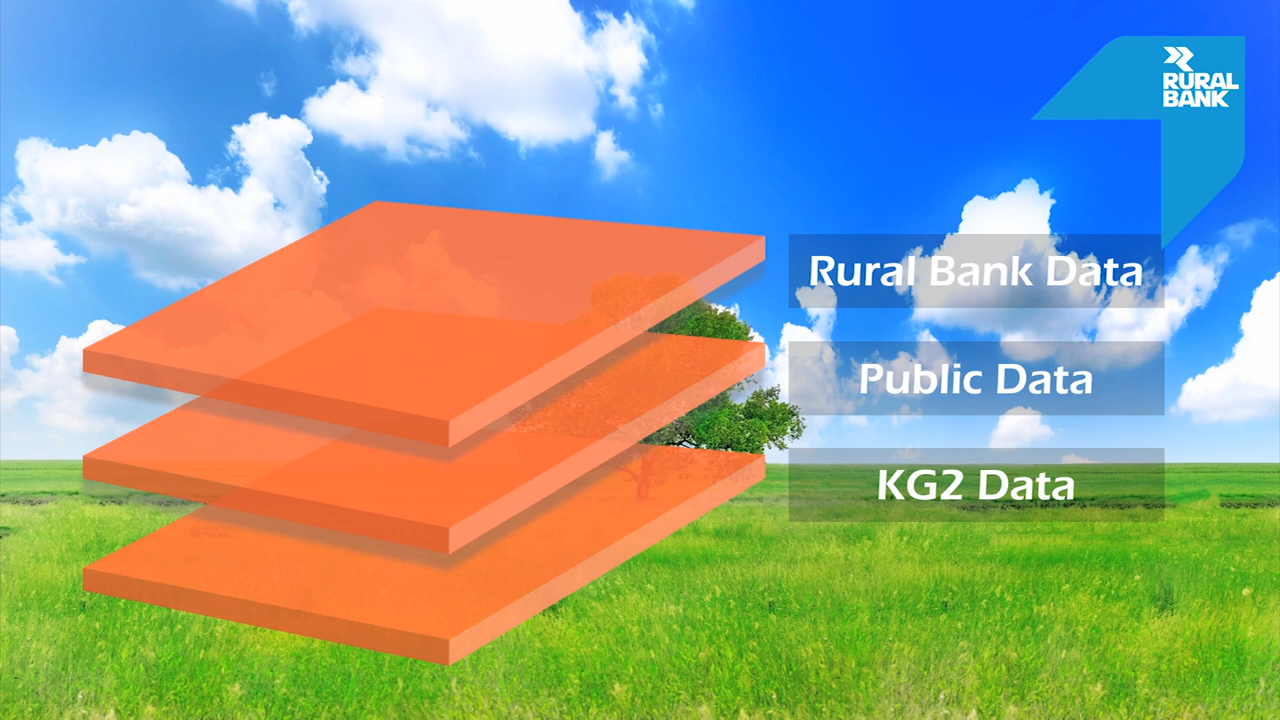 RURAL
BANK
Rural Bank Data
Public Data
KG2 Data